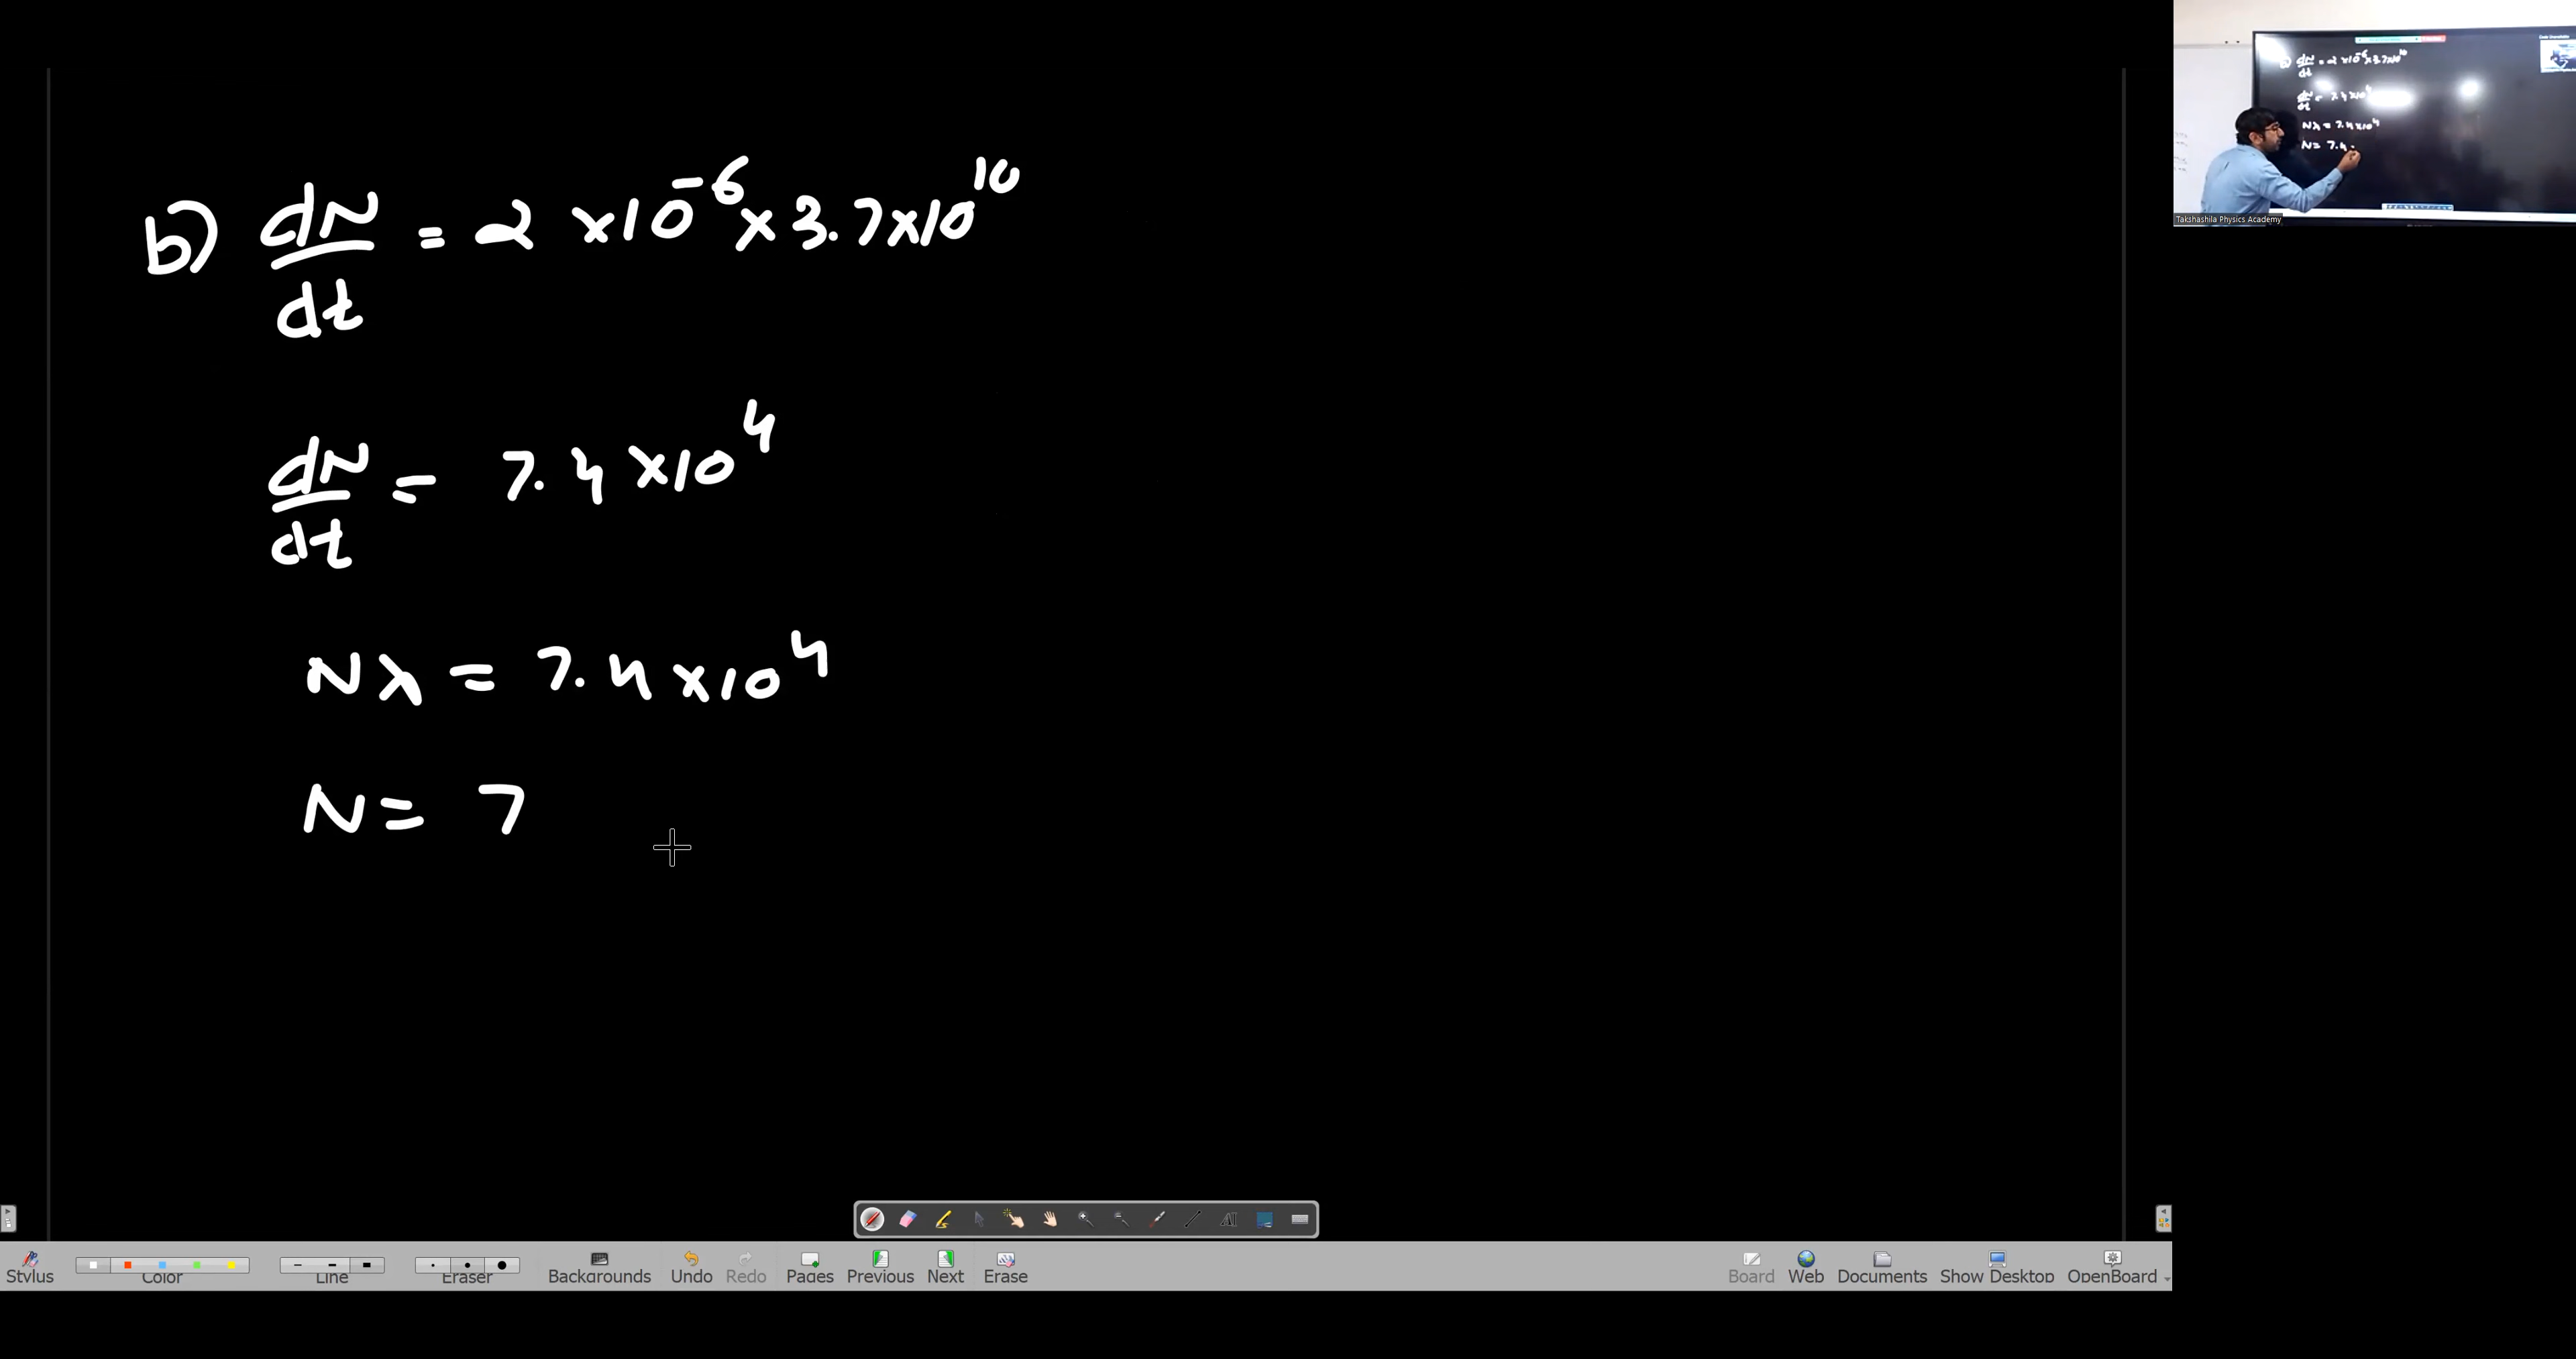 b) dN/dt = 2 ×10⁻⁶ × 3.7×10¹⁰
dN/dt = 7.4 ×10⁴
Nλ = 7.4 ×10⁴
N = 7
Takshashila Physics Academy
Stylus Color Line Eraser Backgrounds Undo Redo Pages Previous Next Erase Board Web Documents Show Desktop OpenBoard